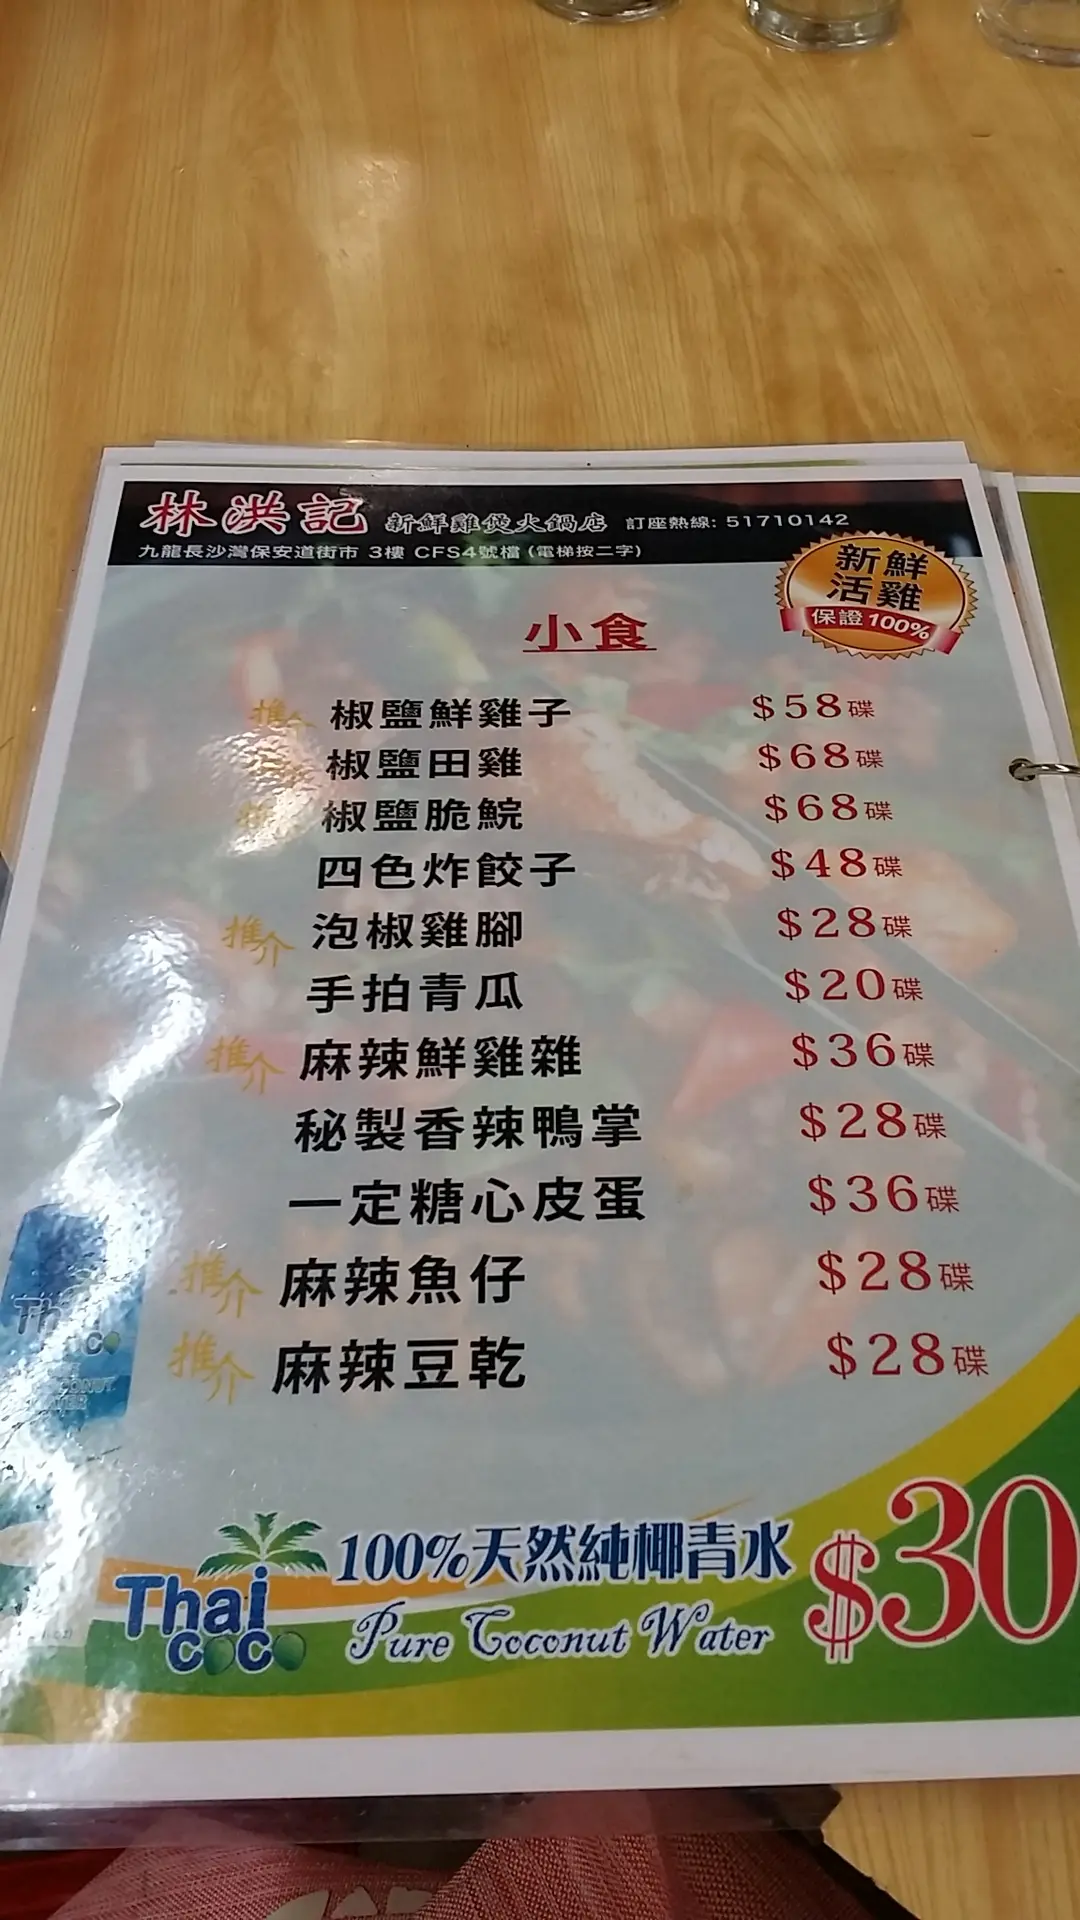 林洪記 新鮮雞煲火鍋店 訂座熱線: 51710142
九龍長沙灣保安道街市 3樓 CFS4號檔 (電梯按二字)
新鮮
活雞
保證100%
小食
推介 椒鹽鮮雞子 $58碟
椒鹽田雞 $68碟
椒鹽脆鯇 $68碟
四色炸餃子 $48碟
推介 泡椒雞腳 $28碟
手拍青瓜 $20碟
推介 麻辣鮮雞雜 $36碟
秘製香辣鴨掌 $28碟
一定糖心皮蛋 $36碟
推介 麻辣魚仔 $28碟
推介 麻辣豆乾 $28碟
Thai coco
100%天然純椰青水
Pure Coconut Water
$30